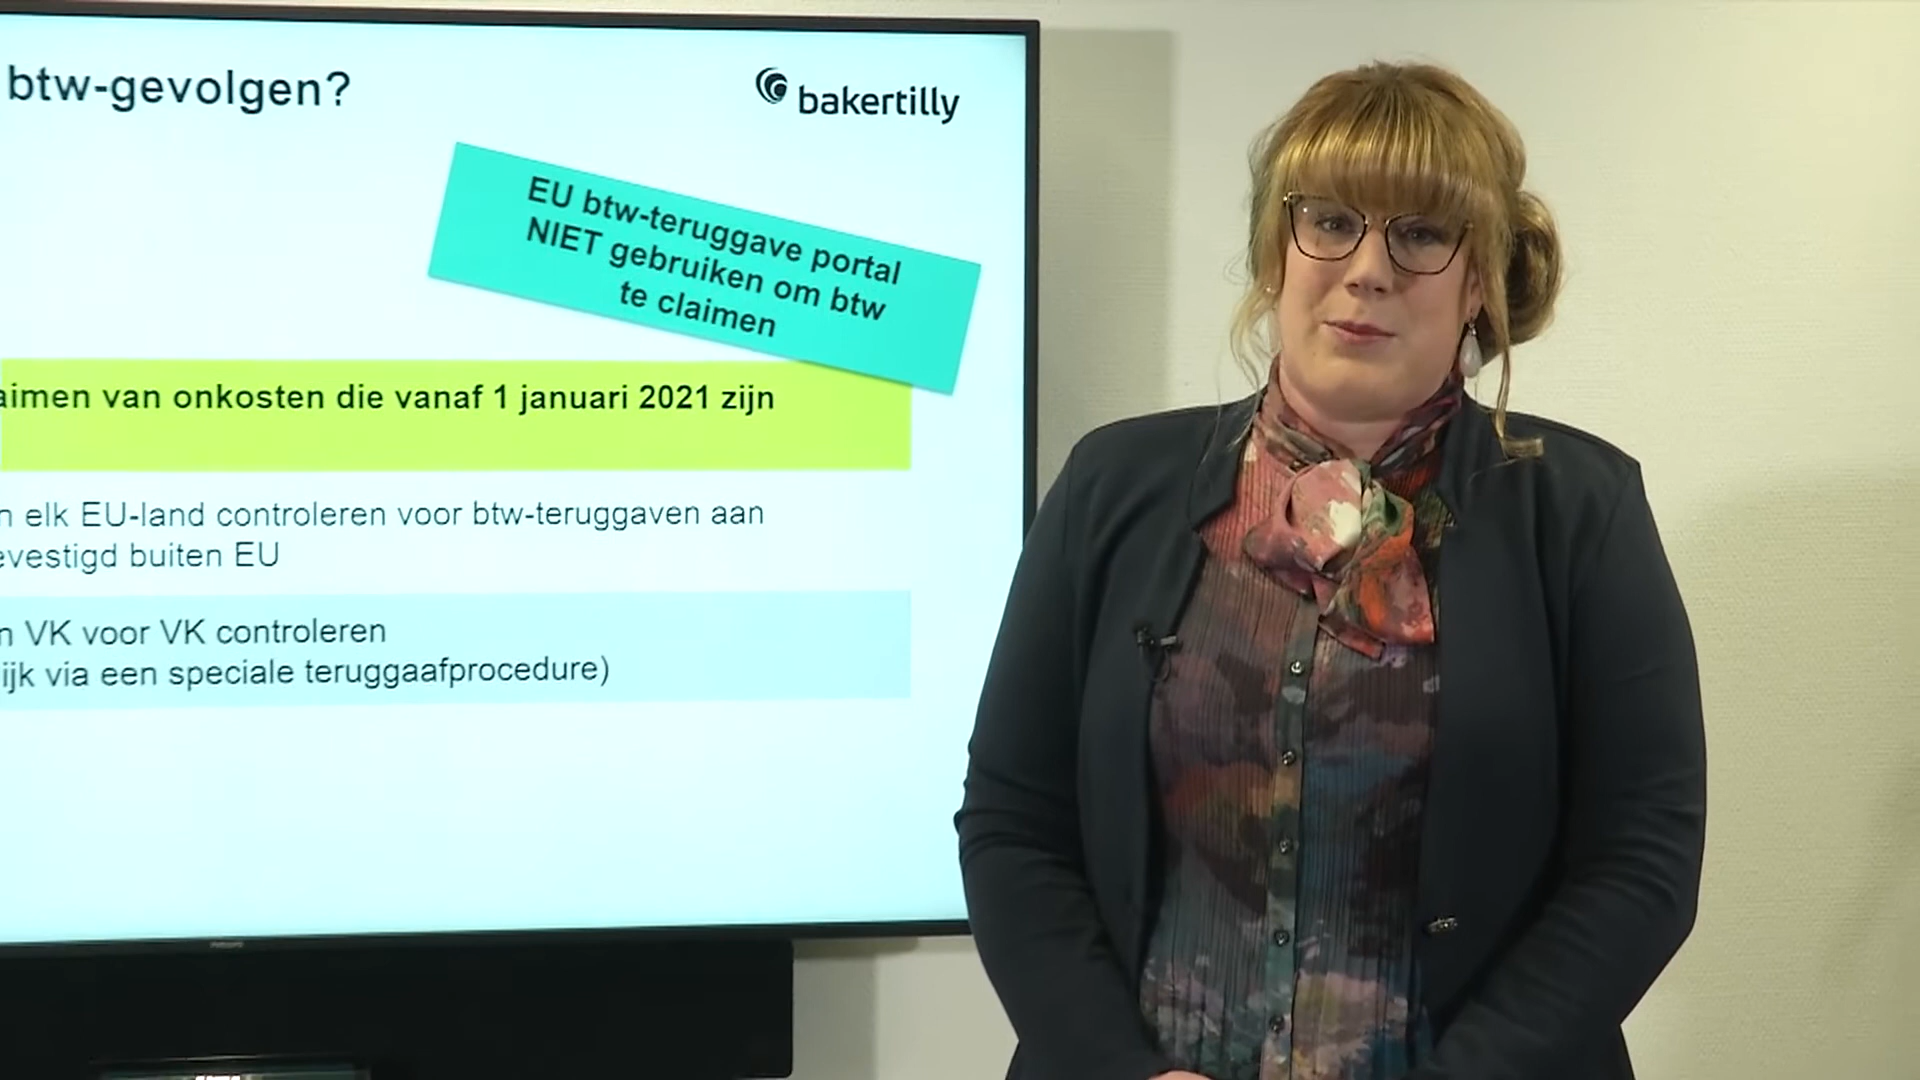 btw-gevolgen?
bakertilly
EU btw-teruggave portal
NIET gebruiken om btw
te claimen
aimen van onkosten die vanaf 1 januari 2021 zijn
n elk EU-land controleren voor btw-teruggaven aan
evestigd buiten EU
n VK voor VK controleren
ijk via een speciale teruggaafprocedure)